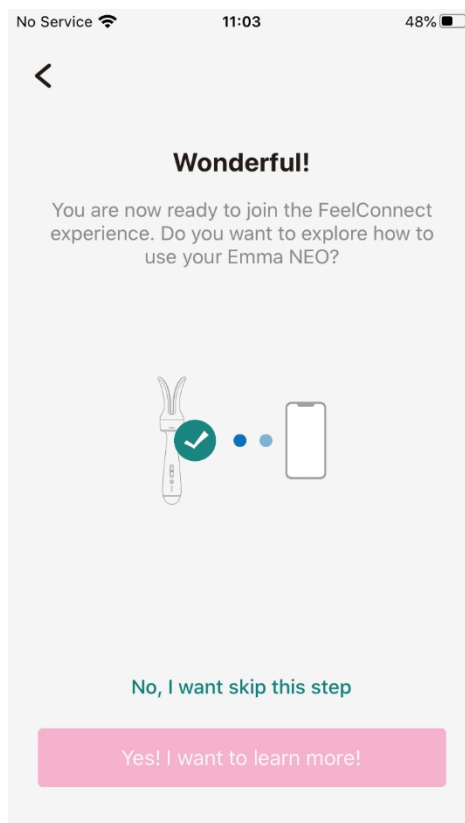 No Service 11:03 48%
Wonderful!
You are now ready to join the FeelConnect
experience. Do you want to explore how to
use your Emma NEO?
No, I want skip this step
Yes! I want to learn more!